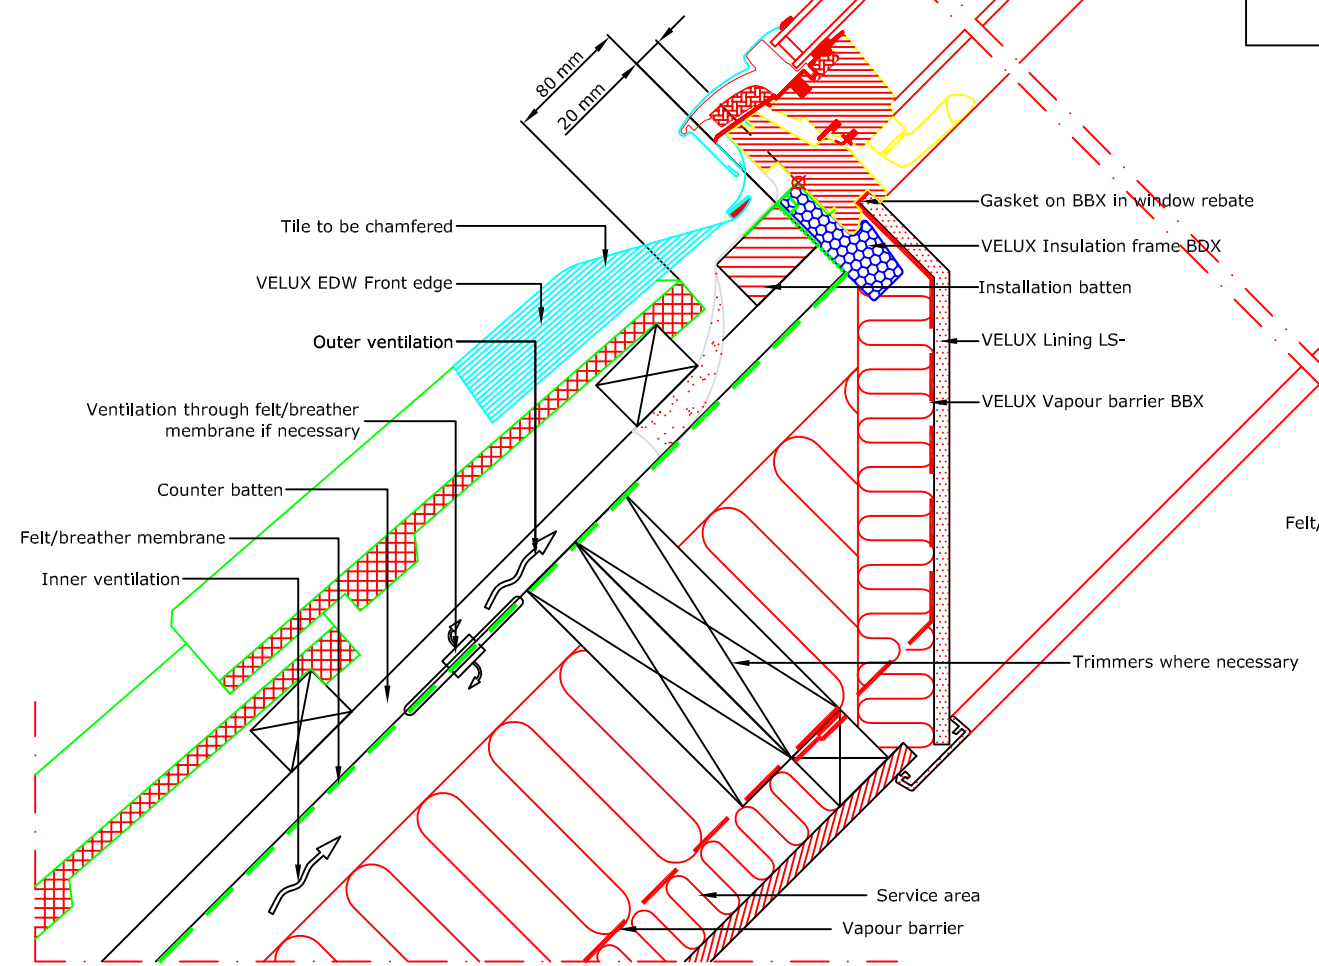 80 mm
20 mm
Tile to be chamfered
VELUX EDW Front edge
Outer ventilation
Ventilation through felt/breather
membrane if necessary
Counter batten
Felt/breather membrane
Inner ventilation
Gasket on BBX in window rebate
VELUX Insulation frame BDX
Installation batten
VELUX Lining LS-
VELUX Vapour barrier BBX
Felt/
Trimmers where necessary
Service area
Vapour barrier